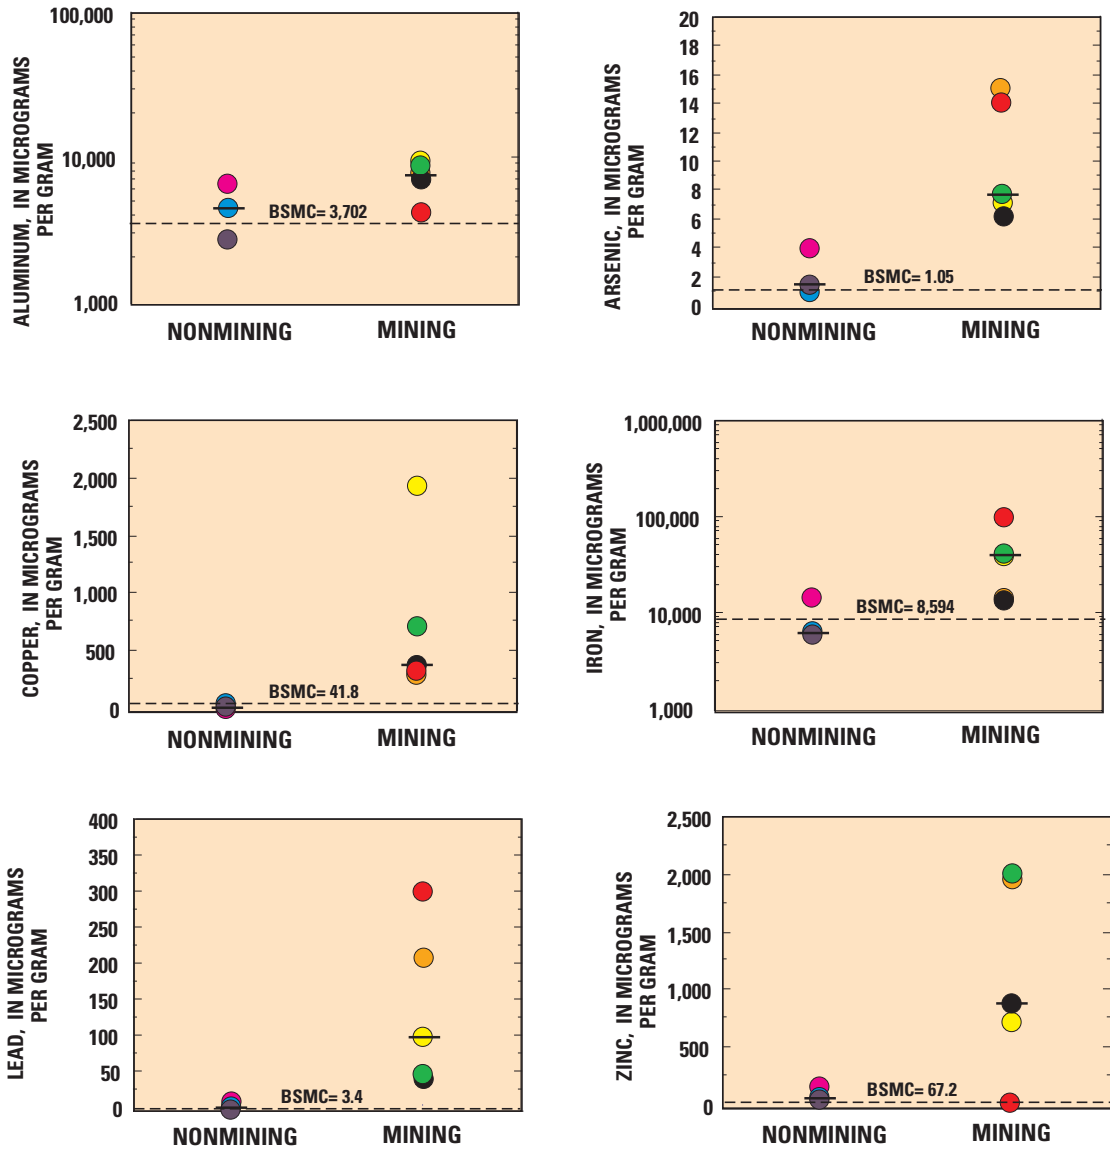 ALUMINUM, IN MICROGRAMS
PER GRAM
100,000
10,000
1,000
BSMC= 3,702
NONMINING
MINING
ARSENIC, IN MICROGRAMS
PER GRAM
20
18
16
14
12
10
8
6
4
2
0
BSMC= 1.05
NONMINING
MINING
COPPER, IN MICROGRAMS
PER GRAM
2,500
2,000
1,500
1,000
500
0
BSMC= 41.8
NONMINING
MINING
IRON, IN MICROGRAMS
PER GRAM
1,000,000
100,000
10,000
1,000
BSMC= 8,594
NONMINING
MINING
LEAD, IN MICROGRAMS
PER GRAM
400
350
300
250
200
150
100
50
0
BSMC= 3.4
NONMINING
MINING
ZINC, IN MICROGRAMS
PER GRAM
2,500
2,000
1,500
1,000
500
0
BSMC= 67.2
NONMINING
MINING